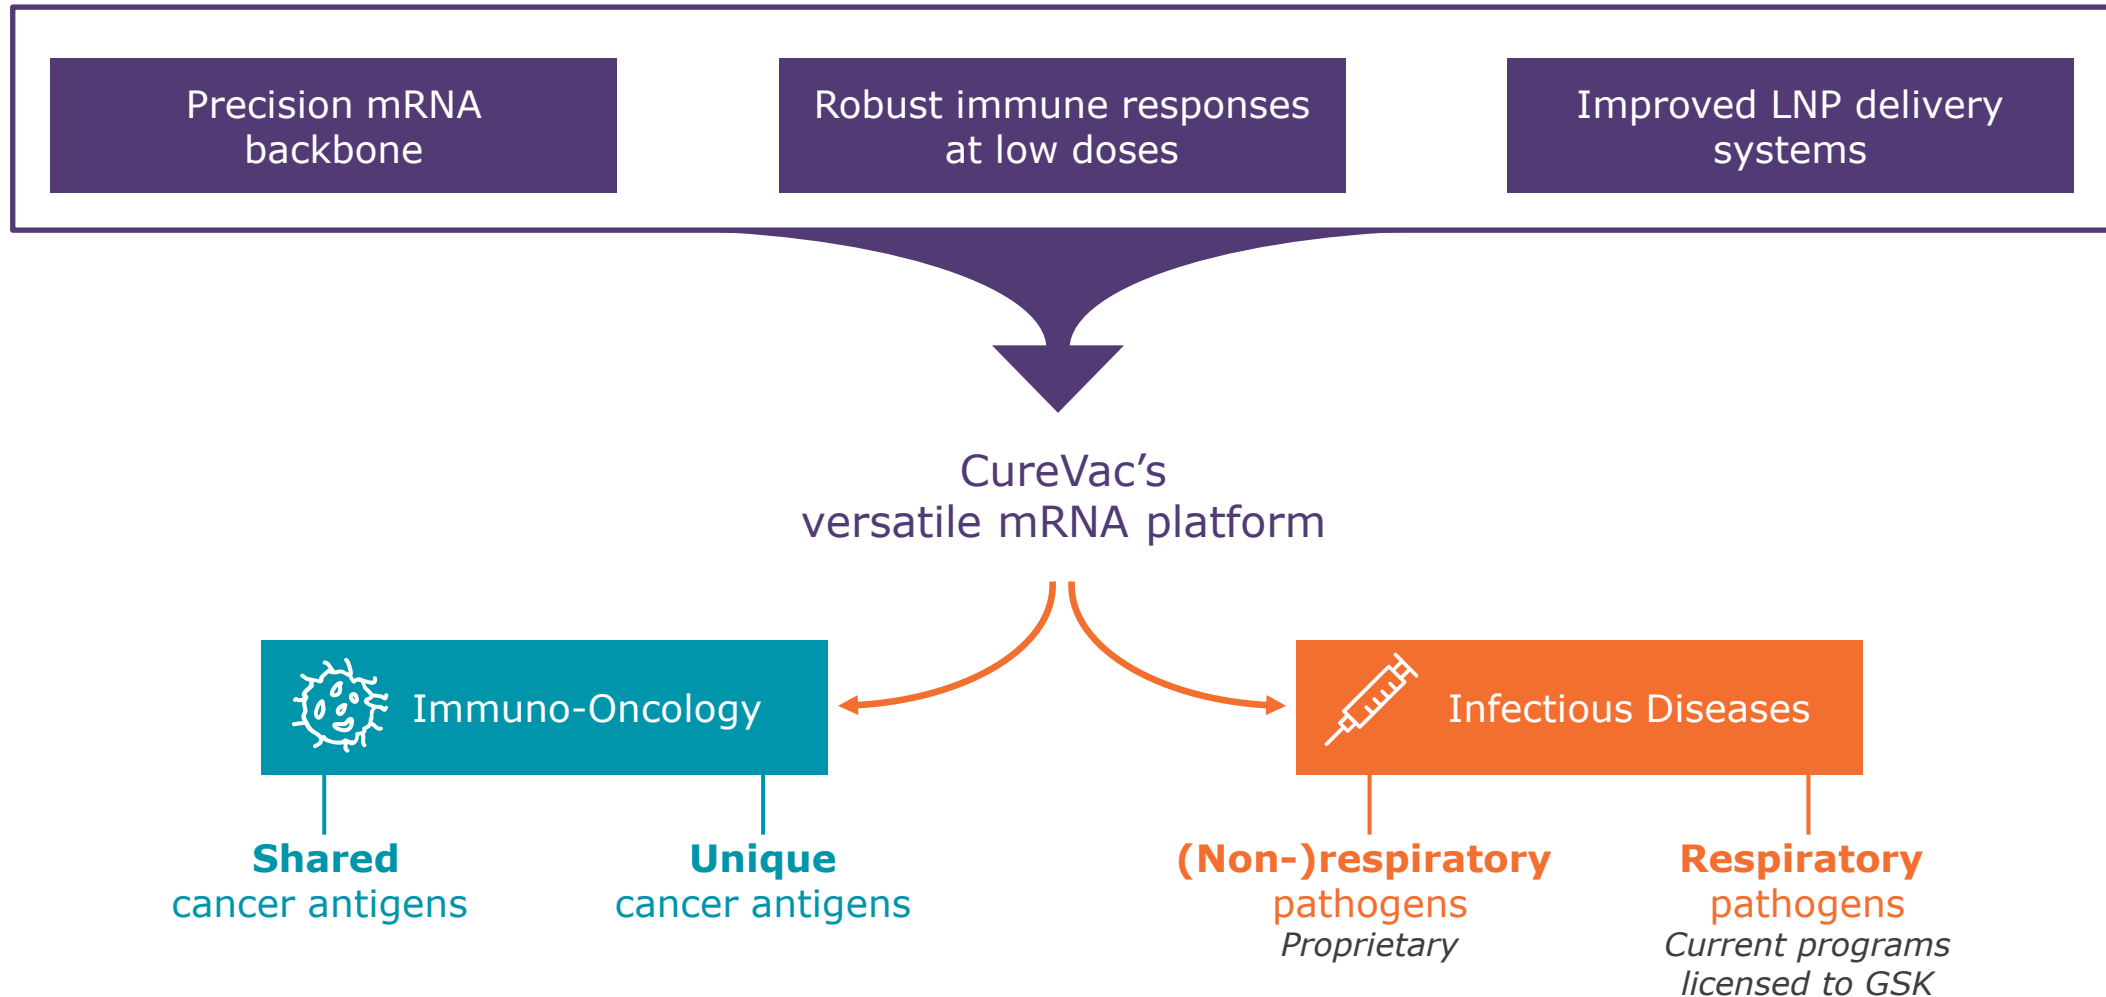 Precision mRNA
backbone
Robust immune responses
at low doses
Improved LNP delivery
systems
CureVac’s
versatile mRNA platform
Immuno-Oncology
Infectious Diseases
Shared
cancer antigens
Unique
cancer antigens
(Non-)respiratory
pathogens
Proprietary
Respiratory
pathogens
Current programs
licensed to GSK